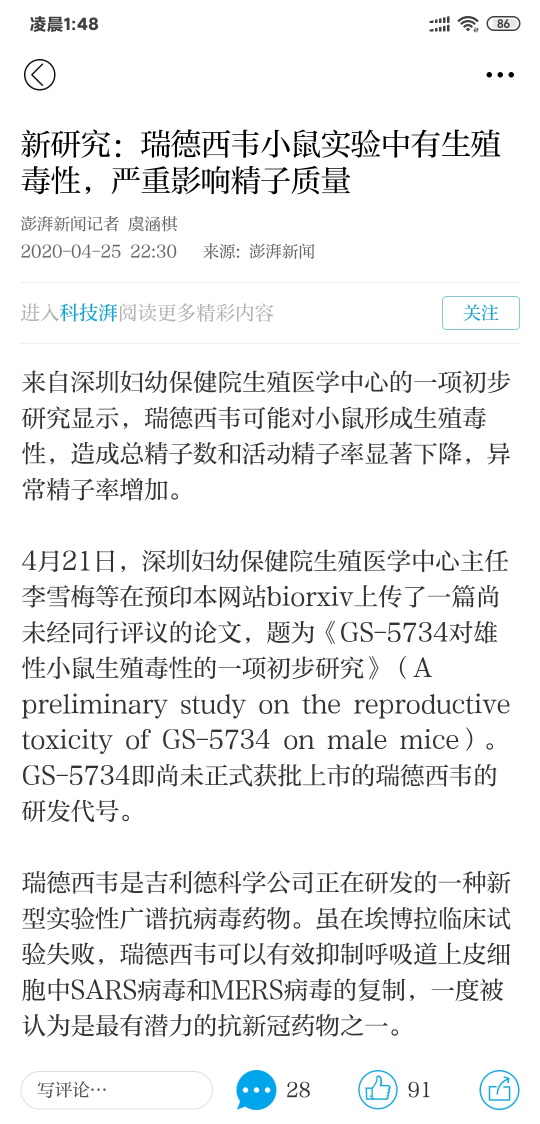 凌晨1:48
86
新研究：瑞德西韦小鼠实验中有生殖
毒性，严重影响精子质量
澎湃新闻记者 虞涵棋
2020-04-25 22:30 来源: 澎湃新闻
进入科技湃阅读更多精彩内容
关注
来自深圳妇幼保健院生殖医学中心的一项初步
研究显示，瑞德西韦可能对小鼠形成生殖毒
性，造成总精子数和活动精子率显著下降，异
常精子率增加。
4月21日，深圳妇幼保健院生殖医学中心主任
李雪梅等在预印本网站biorxiv上传了一篇尚
未经同行评议的论文，题为《GS-5734对雄
性小鼠生殖毒性的一项初步研究》（A
preliminary study on the reproductive
toxicity of GS-5734 on male mice）。
GS-5734即尚未正式获批上市的瑞德西韦的
研发代号。
瑞德西韦是吉利德科学公司正在研发的一种新
型实验性广谱抗病毒药物。虽在埃博拉临床试
验失败，瑞德西韦可以有效抑制呼吸道上皮细
胞中SARS病毒和MERS病毒的复制，一度被
认为是最有潜力的抗新冠药物之一。
写评论… 28 91